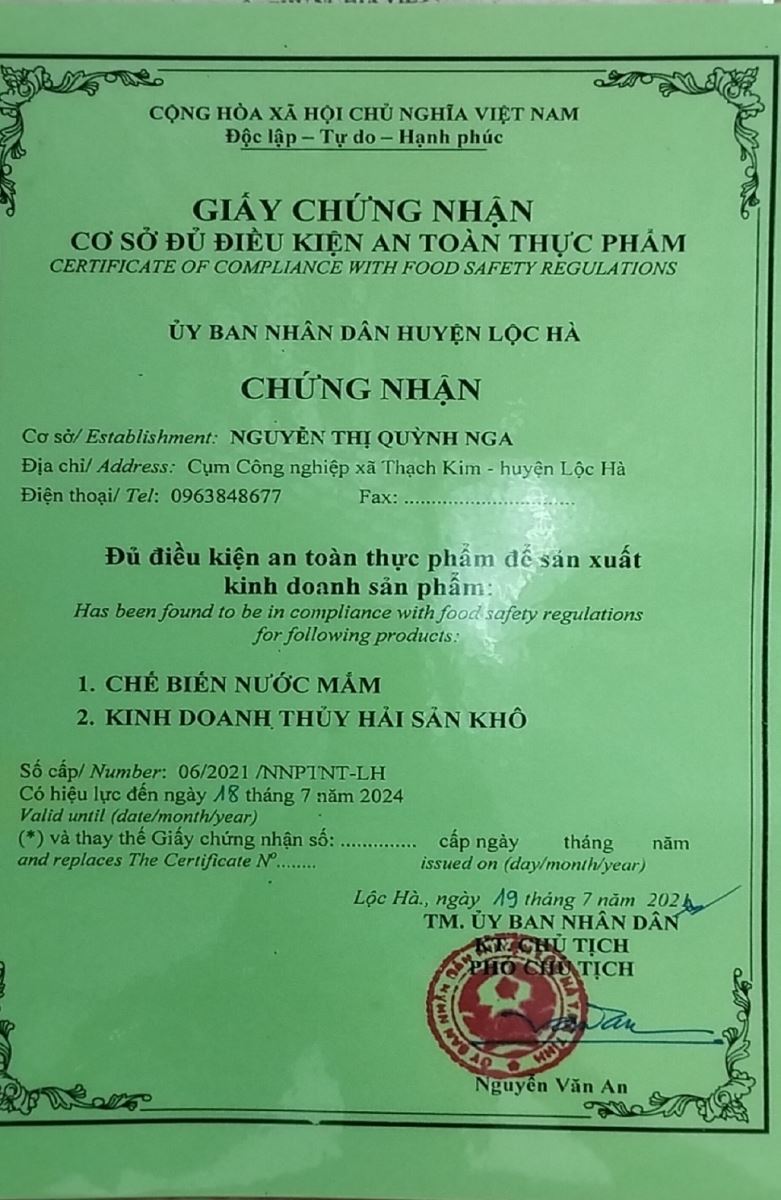 CỘNG HÒA XÃ HỘI CHỦ NGHĨA VIỆT NAM
Độc lập – Tự do – Hạnh phúc
GIẤY CHỨNG NHẬN
CƠ SỞ ĐỦ ĐIỀU KIỆN AN TOÀN THỰC PHẨM
CERTIFICATE OF COMPLIANCE WITH FOOD SAFETY REGULATIONS
ỦY BAN NHÂN DÂN HUYỆN LỘC HÀ
CHỨNG NHẬN
Cơ sở/ Establishment: NGUYỄN THỊ QUỲNH NGA
Địa chỉ/ Address: Cụm Công nghiệp xã Thạch Kim - huyện Lộc Hà
Điện thoại/ Tel: 0963848677 Fax: ..............................
Đủ điều kiện an toàn thực phẩm để sản xuất
kinh doanh sản phẩm:
Has been found to be in compliance with food safety regulations
for following products:
1. CHẾ BIẾN NƯỚC MẮM
2. KINH DOANH THỦY HẢI SẢN KHÔ
Số cấp/ Number: 06/2021 /NNPTNT-LH
Có hiệu lực đến ngày 18 tháng 7 năm 2024
Valid until (date/month/year)
(*) và thay thế Giấy chứng nhận số: .............. cấp ngày tháng năm
and replaces The Certificate Nº........ issued on (day/month/year)
Lộc Hà., ngày 19 tháng 7 năm 2021
TM. ỦY BAN NHÂN DÂN
KT. CHỦ TỊCH
PHÓ CHỦ TỊCH
Nguyễn Văn An